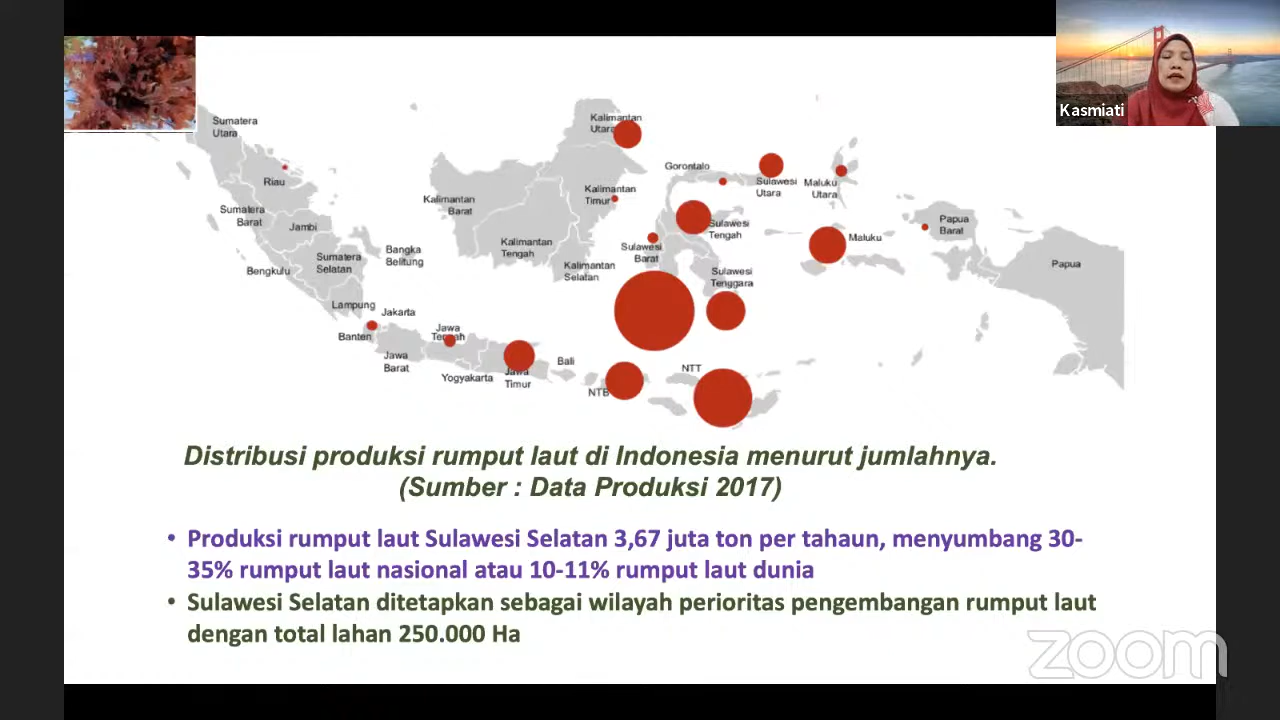 Kasmiati
Sumatera
Utara
Riau
Sumatera
Barat
Jambi
Sumatera
Selatan
Bengkulu
Bangka
Belitung
Lampung
Jakarta
Banten
Jawa
Barat
Jawa
Tengah
Yogyakarta
Jawa
Timur
Bali
NTB
NTT
Kalimantan
Utara
Kalimantan
Barat
Kalimantan
Timur
Kalimantan
Tengah
Kalimantan
Selatan
Gorontalo
Sulawesi
Utara
Sulawesi
Tengah
Sulawesi
Barat
Sulawesi
Tenggara
Maluku
Utara
Maluku
Papua
Barat
Papua
Distribusi produksi rumput laut di Indonesia menurut jumlahnya.
(Sumber : Data Produksi 2017)
• Produksi rumput laut Sulawesi Selatan 3,67 juta ton per tahaun, menyumbang 30-
35% rumput laut nasional atau 10-11% rumput laut dunia
• Sulawesi Selatan ditetapkan sebagai wilayah perioritas pengembangan rumput laut
dengan total lahan 250.000 Ha
zoom